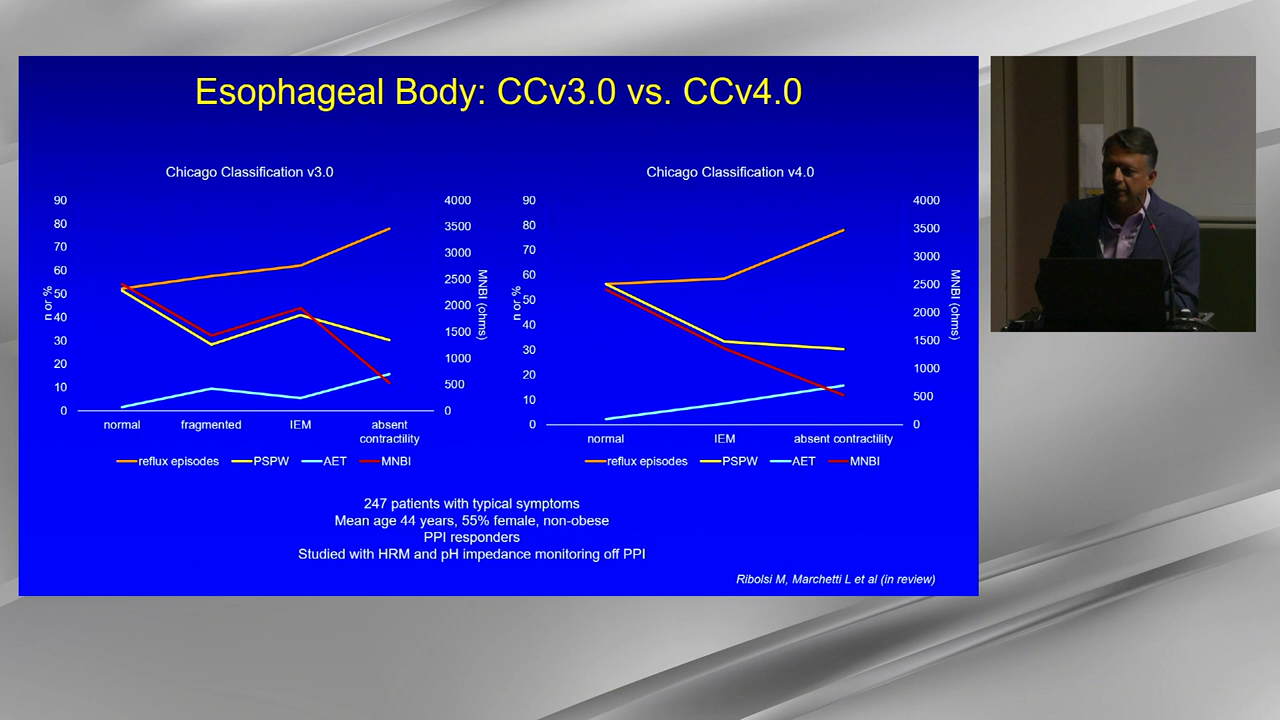 Esophageal Body: CCv3.0 vs. CCv4.0
Chicago Classification v3.0
90
80
70
60
50
40
30
20
10
0
n or %
4000
3500
3000
2500
2000
1500
1000
500
0
MNBI (ohms)
normal
fragmented
IEM
absent
contractility
reflux episodes
PSPW
AET
MNBI
Chicago Classification v4.0
90
80
70
60
50
40
30
20
10
0
n or %
4000
3500
3000
2500
2000
1500
1000
500
0
MNBI (ohms)
normal
IEM
absent contractility
reflux episodes
PSPW
AET
MNBI
247 patients with typical symptoms
Mean age 44 years, 55% female, non-obese
PPI responders
Studied with HRM and pH impedance monitoring off PPI
Ribolsi M, Marchetti L et al (in review)